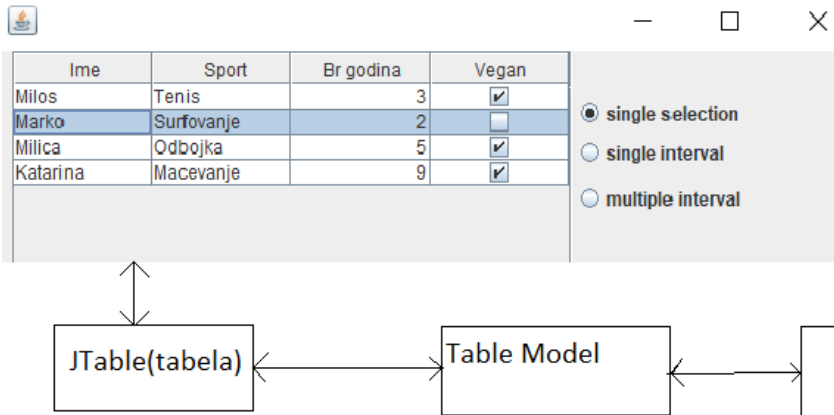 Ime Sport Br godina Vegan
Milos Tenis 3
Marko Surfovanje 2
Milica Odbojka 5
Katarina Macevanje 9
single selection
single interval
multiple interval
JTable(tabela)
Table Model